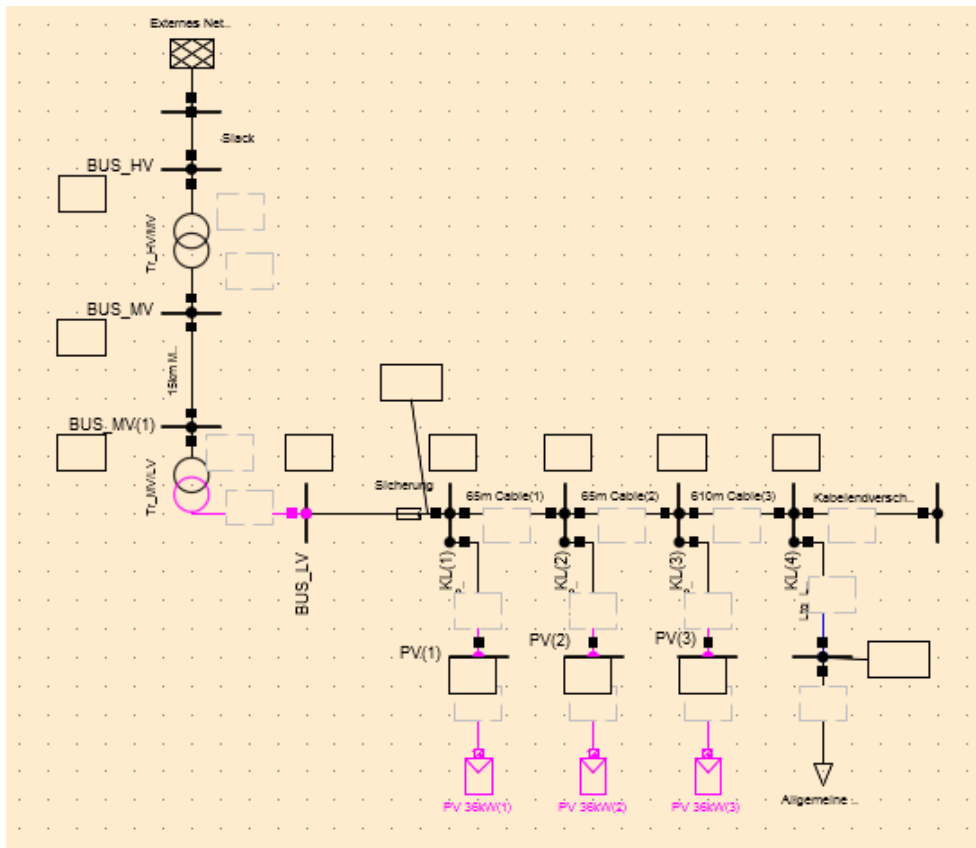 Externes Net..
Slack
BUS_HV
Tr_HV/MV
BUS_MV
15km M..
BUS_MV(1)
Tr_MV/LV
BUS_LV
Sicherung
65m Cable(1)
65m Cable(2)
610m Cable(3)
Kabelendversch..
KL(1)
KL(2)
KL(3)
KL(4)
PV(1)
PV(2)
PV(3)
PV 36kW(1)
PV 36kW(2)
PV 36kW(3)
Allgemeine ..